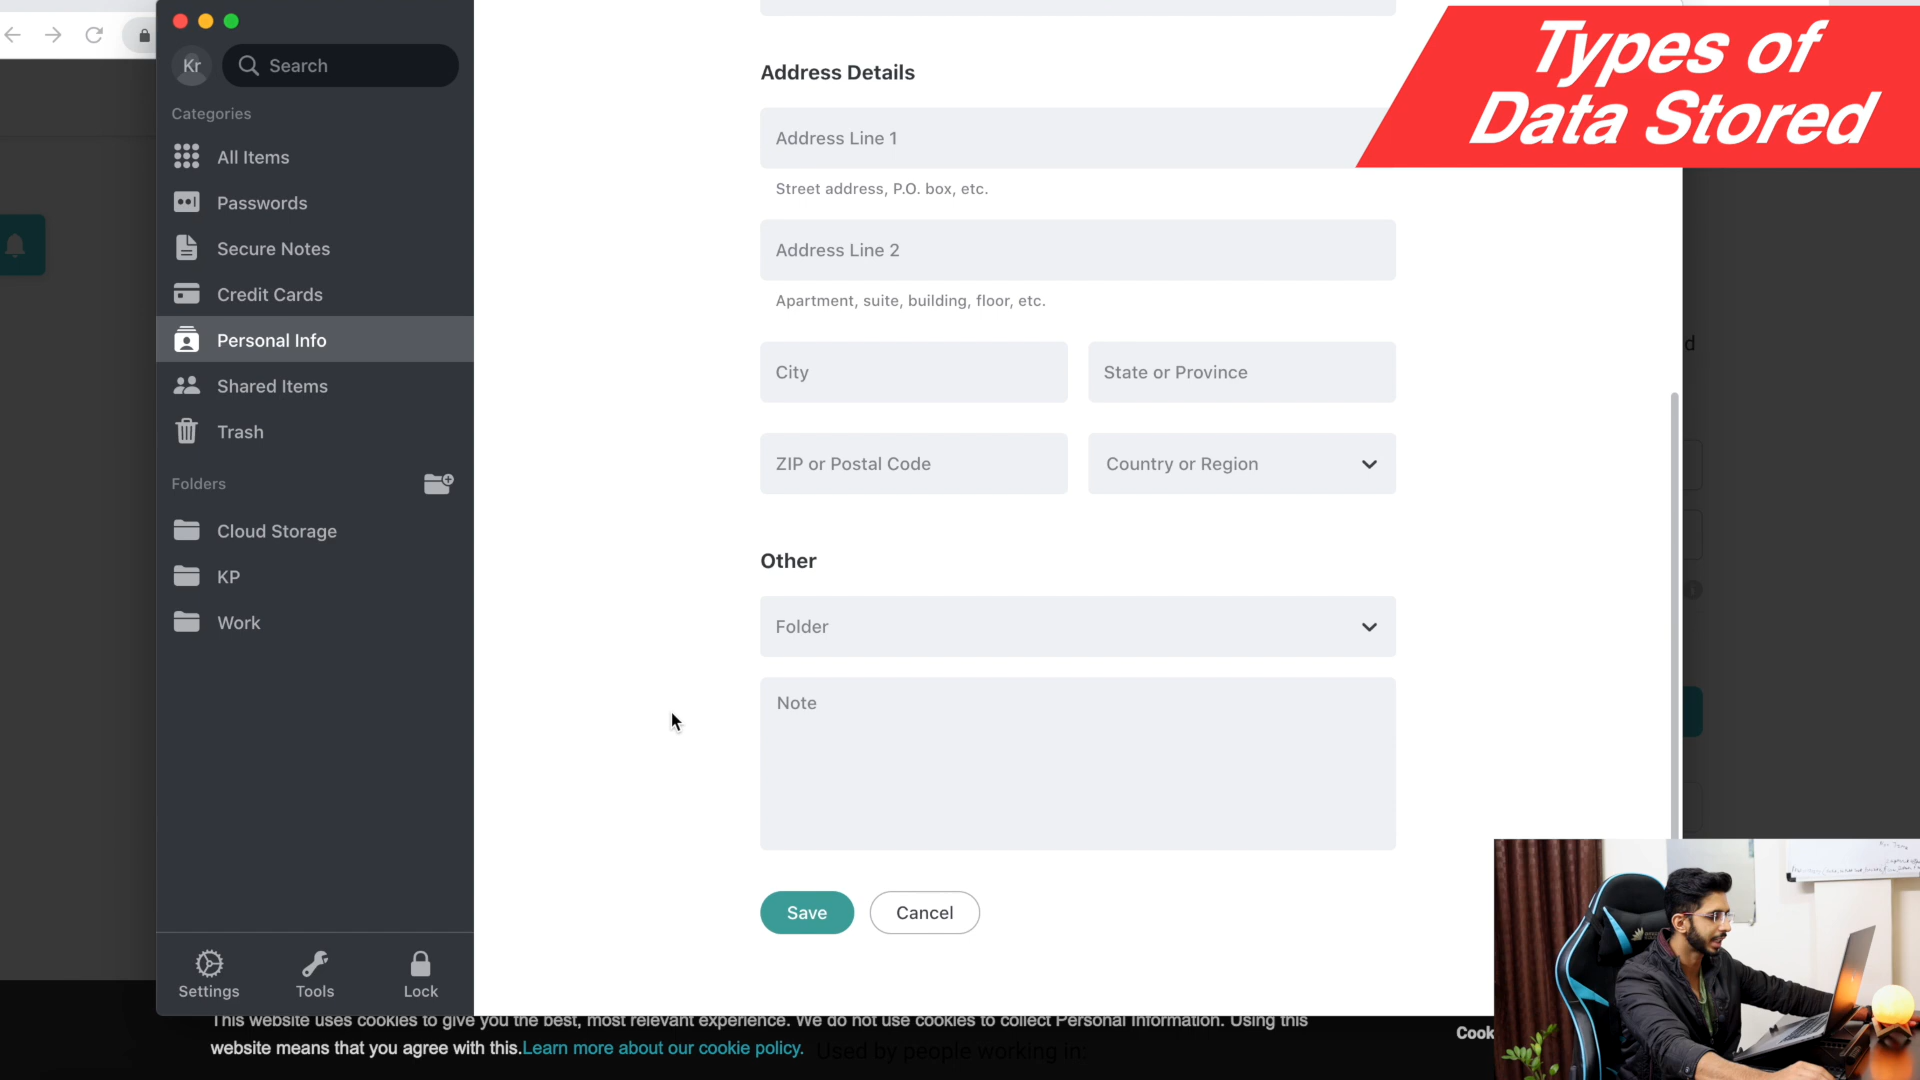 Types of
Data Stored
Kr
Search
Categories
All Items
Passwords
Secure Notes
Credit Cards
Personal Info
Shared Items
Trash
Folders
Cloud Storage
KP
Work
Settings
Tools
Lock
Address Details
Address Line 1
Street address, P.O. box, etc.
Address Line 2
Apartment, suite, building, floor, etc.
City
State or Province
ZIP or Postal Code
Country or Region
Other
Folder
Note
Save
Cancel
d
This website uses cookies to give you the best, most relevant experience. We do not use cookies to collect Personal Information. Using this
website means that you agree with this.Learn more about our cookie policy.
Used by people working in:
Cook